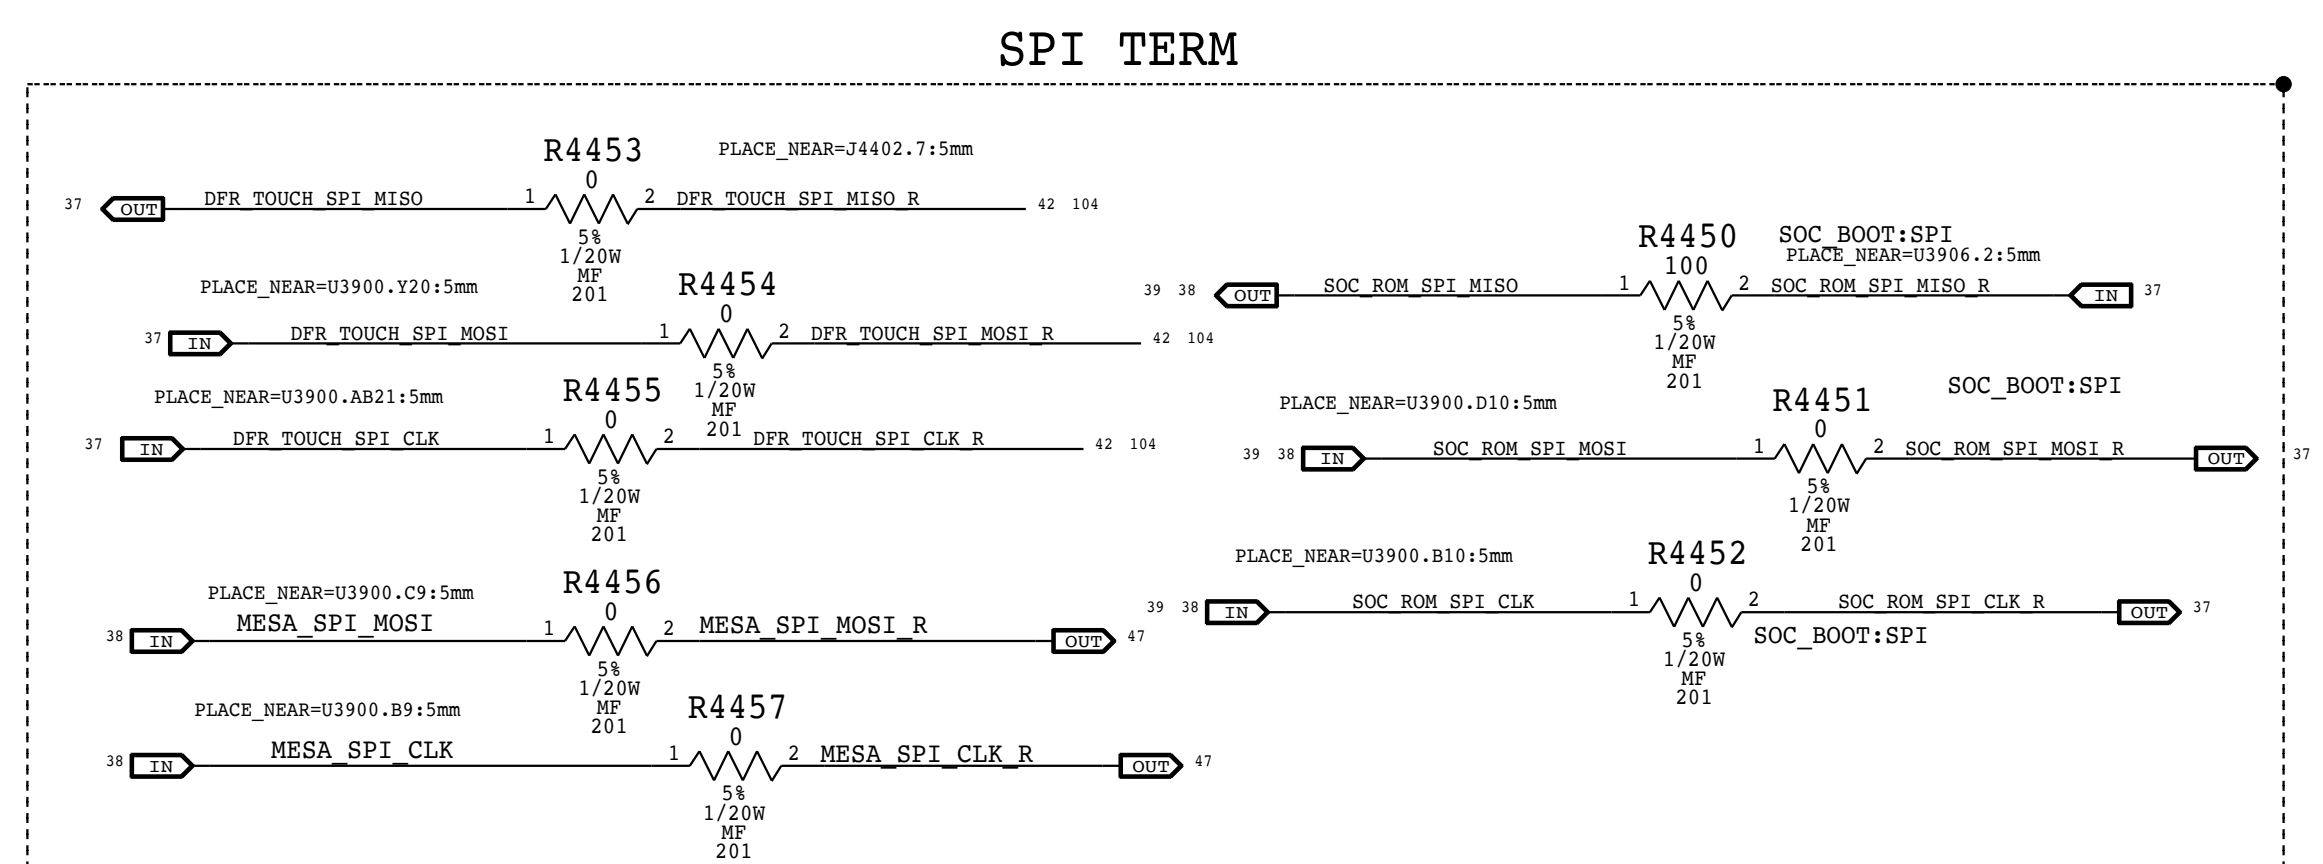 SPI TERM
R4453
PLACE_NEAR=J4402.7:5mm
0
37 OUT DFR_TOUCH_SPI_MISO 1 2 DFR_TOUCH_SPI_MISO_R 42 104
5%
1/20W
MF
201
PLACE_NEAR=U3900.Y20:5mm
R4454
0
37 IN DFR_TOUCH_SPI_MOSI 1 2 DFR_TOUCH_SPI_MOSI_R 42 104
5%
1/20W
MF
201
PLACE_NEAR=U3900.AB21:5mm
R4455
0
37 IN DFR_TOUCH_SPI_CLK 1 2 DFR_TOUCH_SPI_CLK_R 42 104
5%
1/20W
MF
201
PLACE_NEAR=U3900.C9:5mm
R4456
0
38 IN MESA_SPI_MOSI 1 2 MESA_SPI_MOSI_R OUT 47
5%
1/20W
MF
201
PLACE_NEAR=U3900.B9:5mm
R4457
0
38 IN MESA_SPI_CLK 1 2 MESA_SPI_CLK_R OUT 47
5%
1/20W
MF
201
R4450
SOC_BOOT:SPI
PLACE_NEAR=U3906.2:5mm
100
39 38 OUT SOC_ROM_SPI_MISO 1 2 SOC_ROM_SPI_MISO_R IN 37
5%
1/20W
MF
201
SOC_BOOT:SPI
PLACE_NEAR=U3900.D10:5mm
R4451
0
39 38 IN SOC_ROM_SPI_MOSI 1 2 SOC_ROM_SPI_MOSI_R OUT 37
5%
1/20W
MF
201
PLACE_NEAR=U3900.B10:5mm
R4452
0
39 38 IN SOC_ROM_SPI_CLK 1 2 SOC_ROM_SPI_CLK_R OUT 37
SOC_BOOT:SPI
5%
1/20W
MF
201